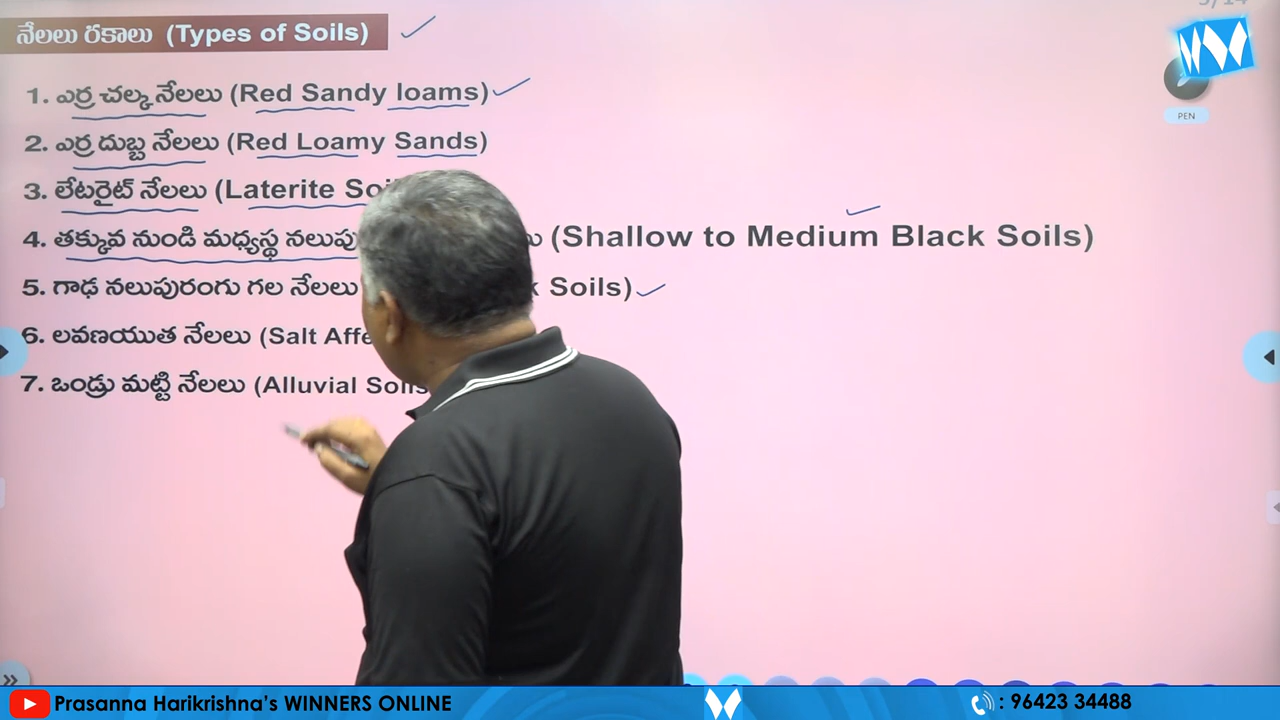 నేలలు రకాలు (Types of Soils)
1. ఎర్ర చల్క నేలలు (Red Sandy loams)
2. ఎర్ర దుబ్బ నేలలు (Red Loamy Sands)
3. లేటరైట్ నేలలు (Laterite
4. తక్కువ నుండి మధ్యస్థ (Shallow to Medium Black Soils)
5. గాఢ నలుపురంగు గల నేలలు Soils)
6. లవణయుత నేలలు (Salt
7. ఒండ్రు మట్టి నేలలు (Alluvial Soils
PEN
Prasanna Harikrishna's WINNERS ONLINE
: 96423 34488